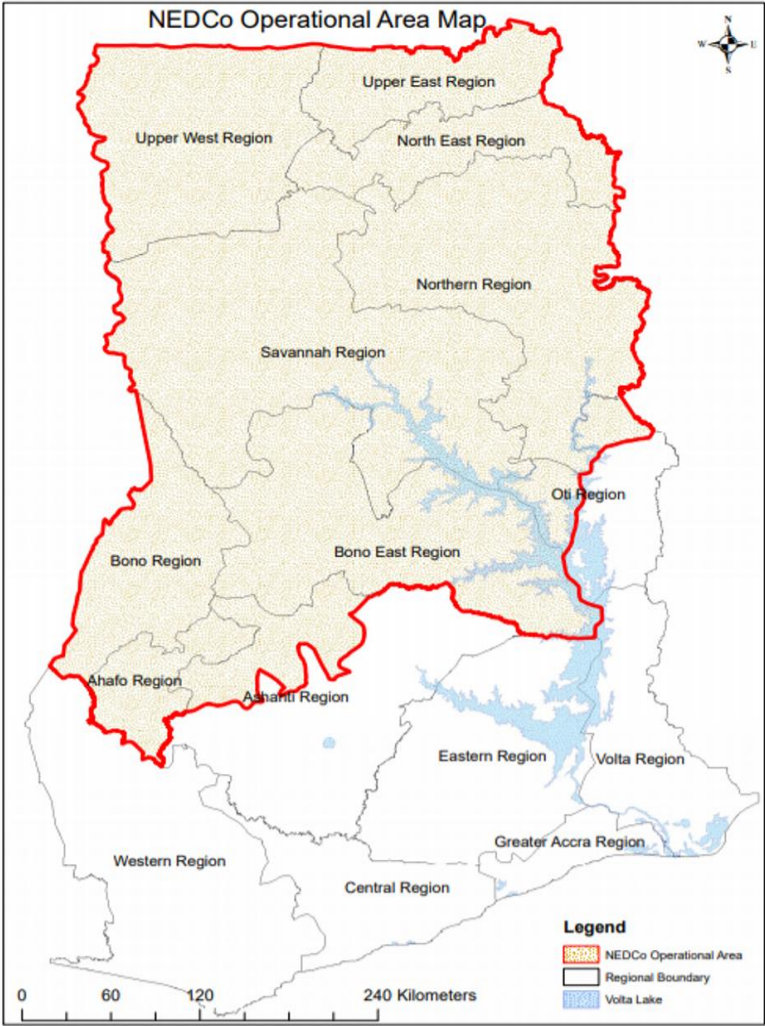 NEDCo Operational Area Map
N
W E
S
Upper East Region
Upper West Region
North East Region
Northern Region
Savannah Region
Oti Region
Bono East Region
Bono Region
Ahafo Region
Ashanti Region
Eastern Region
Volta Region
Greater Accra Region
Western Region
Central Region
Legend
NEDCo Operational Area
Regional Boundary
Volta Lake
0 60 120 240 Kilometers